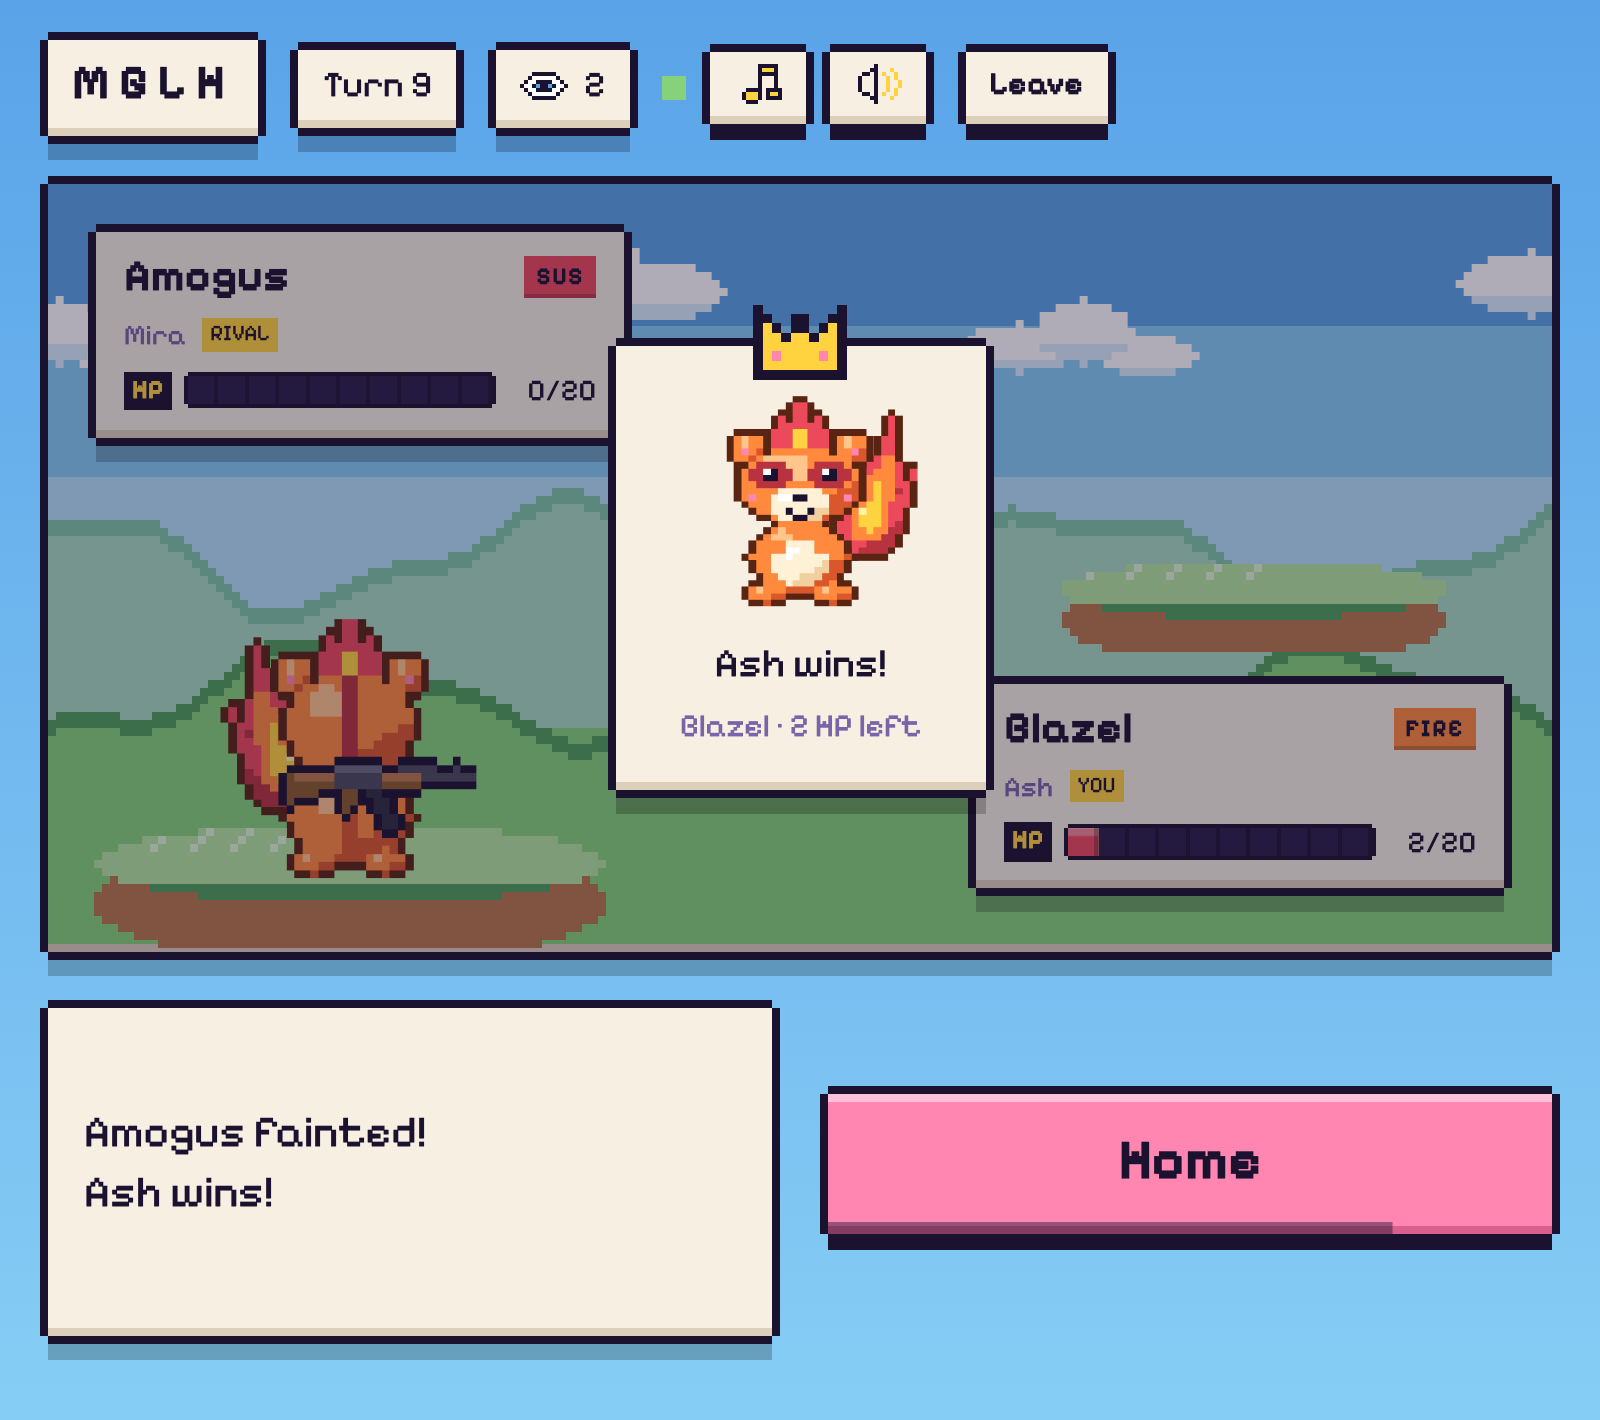 MGLH
Turn 9
2
Leave
Amogus
SUS
Mira
RIVAL
HP
0/20
Ash wins!
Blazel · 2 HP left
Blazel
FIRE
Ash
YOU
HP
2/20
Amogus fainted!
Ash wins!
Home